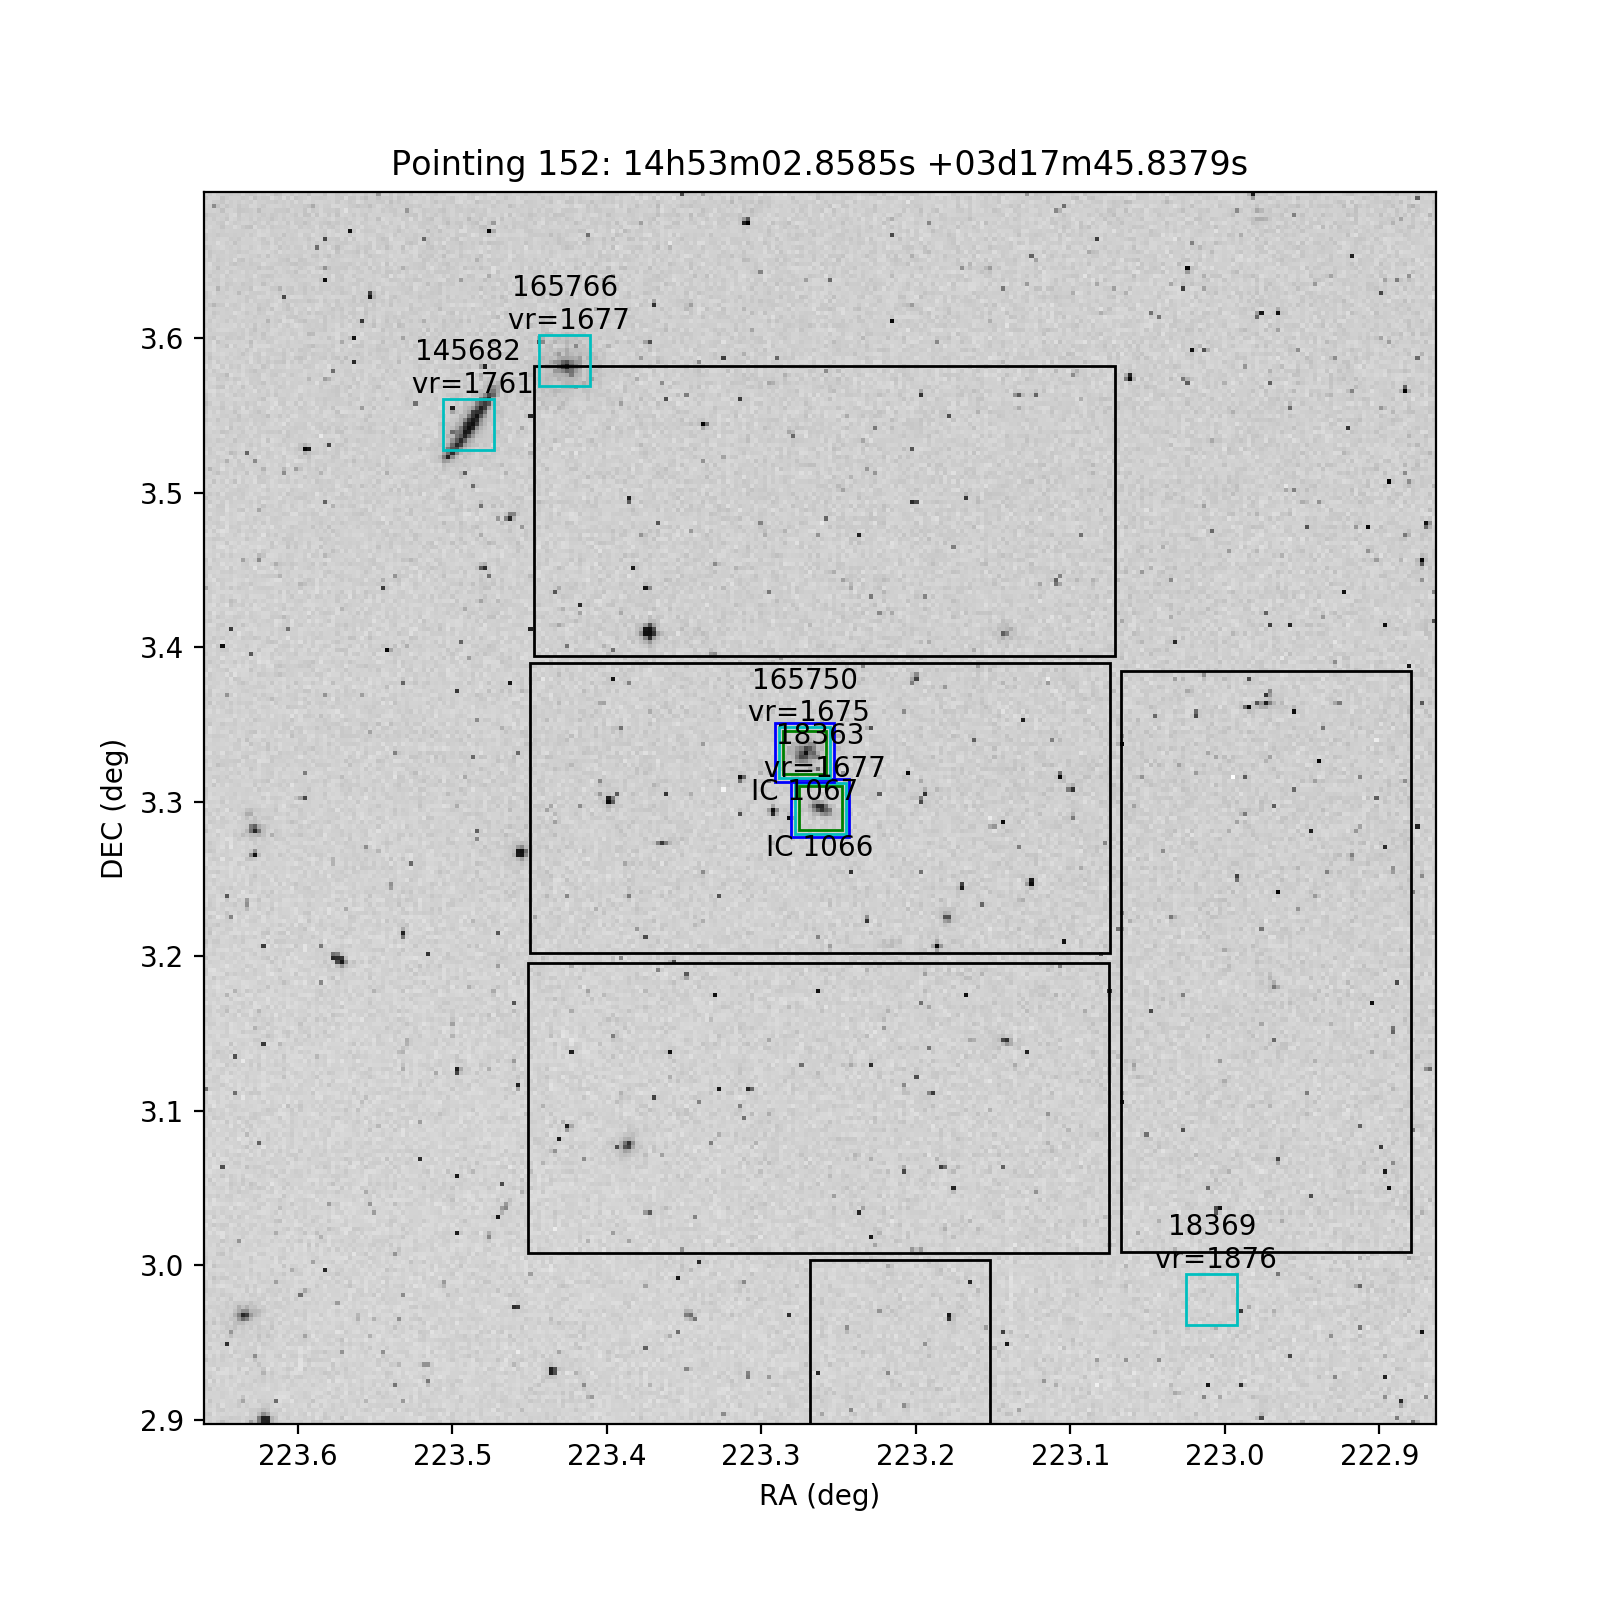 Pointing 152: 14h53m02.8585s +03d17m45.8379s
165766
vr=1677
145682
vr=1761
165750
vr=1675
18363
vr=1677
IC 1067
IC 1066
18369
vr=1876
3.6
3.5
3.4
3.3
3.2
3.1
3.0
2.9
DEC (deg)
223.6 223.5 223.4 223.3 223.2 223.1 223.0 222.9
RA (deg)